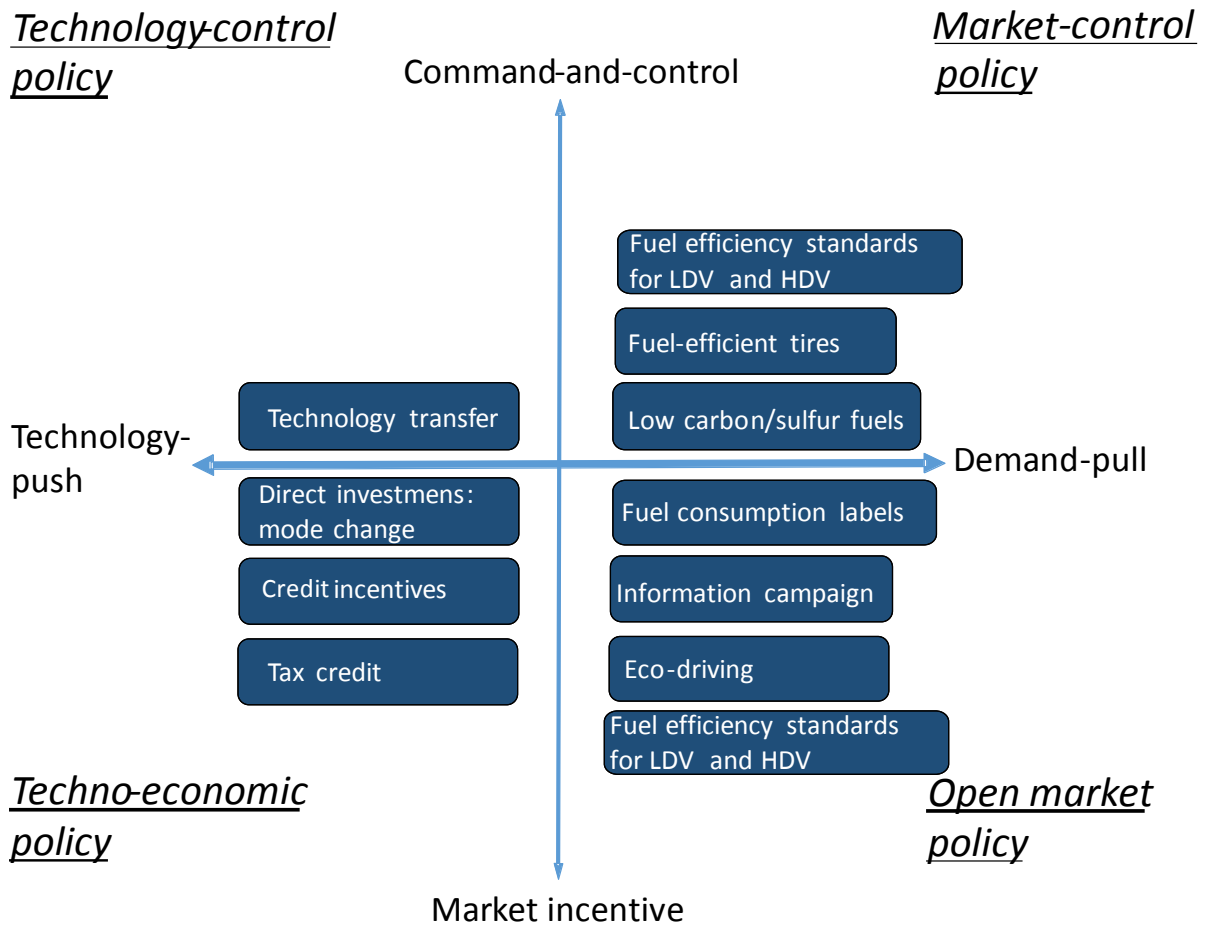 Technology-control
policy
Command-and-control
Market-control
policy
Fuel efficiency standards
for LDV and HDV
Fuel-efficient tires
Technology transfer
Low carbon/sulfur fuels
Technology-
push
Demand-pull
Direct investmens:
mode change
Fuel consumption labels
Credit incentives
Information campaign
Tax credit
Eco-driving
Fuel efficiency standards
for LDV and HDV
Techno-economic
policy
Open market
policy
Market incentive